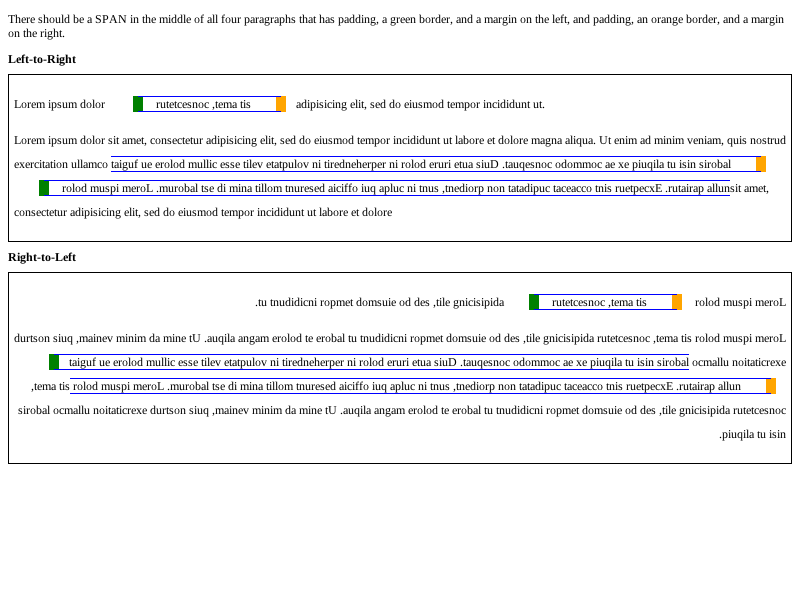 There should be a SPAN in the middle of all four paragraphs that has padding, a green border, and a margin on the left, and padding, an orange border, and a margin
on the right.
Left-to-Right
Lorem ipsum dolor rutetcesnoc ,tema tis adipisicing elit, sed do eiusmod tempor incididunt ut.
Lorem ipsum dolor sit amet, consectetur adipisicing elit, sed do eiusmod tempor incididunt ut labore et dolore magna aliqua. Ut enim ad minim veniam, quis nostrud
exercitation ullamco taiguf ue erolod mullic esse tilev etatpulov ni tiredneherper ni rolod eruri etua siuD .tauqesnoc odommoc ae xe piuqila tu isin sirobal
rolod muspi meroL .murobal tse di mina tillom tnuresed aiciffo iuq apluc ni tnus ,tnediorp non tatadipuc taceacco tnis ruetpecxE .rutairap allunsit amet,
consectetur adipisicing elit, sed do eiusmod tempor incididunt ut labore et dolore
Right-to-Left
.tu tnudidicni ropmet domsuie od des ,tile gnicisipida rutetcesnoc ,tema tis rolod muspi meroL
durtson siuq ,mainev minim da mine tU .auqila angam erolod te erobal tu tnudidicni ropmet domsuie od des ,tile gnicisipida rutetcesnoc ,tema tis rolod muspi meroL
taiguf ue erolod mullic esse tilev etatpulov ni tiredneherper ni rolod eruri etua siuD .tauqesnoc odommoc ae xe piuqila tu isin sirobal ocmallu noitaticrexe
,tema tis rolod muspi meroL .murobal tse di mina tillom tnuresed aiciffo iuq apluc ni tnus ,tnediorp non tatadipuc taceacco tnis ruetpecxE .rutairap allun
sirobal ocmallu noitaticrexe durtson siuq ,mainev minim da mine tU .auqila angam erolod te erobal tu tnudidicni ropmet domsuie od des ,tile gnicisipida rutetcesnoc
.piuqila tu isin